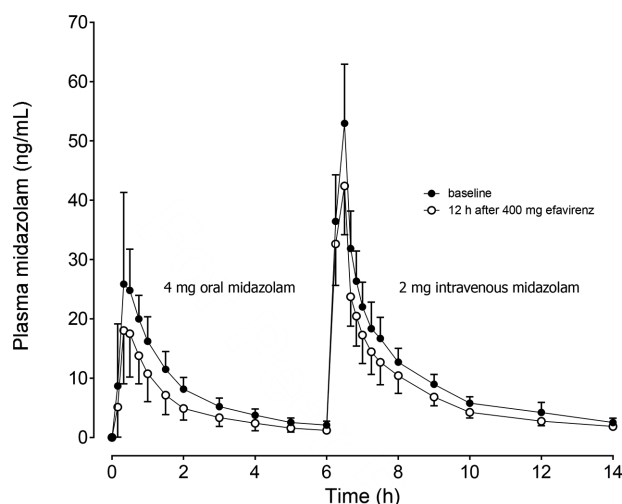 Plasma midazolam (ng/mL)
70
60
50
40
30
20
10
0
baseline
12 h after 400 mg efavirenz
4 mg oral midazolam
2 mg intravenous midazolam
0 2 4 6 8 10 12 14
Time (h)